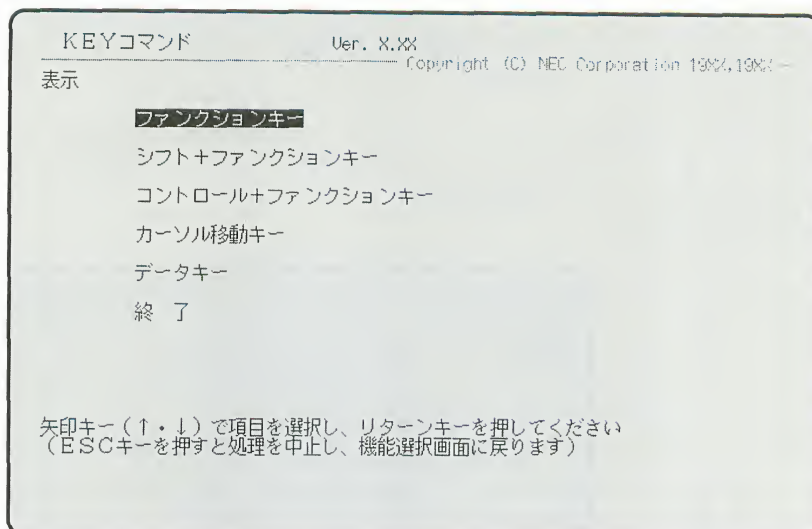 KEYコマンド Ver. X.XX
Copyright (C) NEC Corporation 19XX,19XX
表示
ファンクションキー
シフト+ファンクションキー
コントロール+ファンクションキー
カーソル移動キー
データキー
終 了
矢印キー(↑・↓)で項目を選択し、リターンキーを押してください
(ESCキーを押すと処理を中止し、機能選択画面に戻ります)